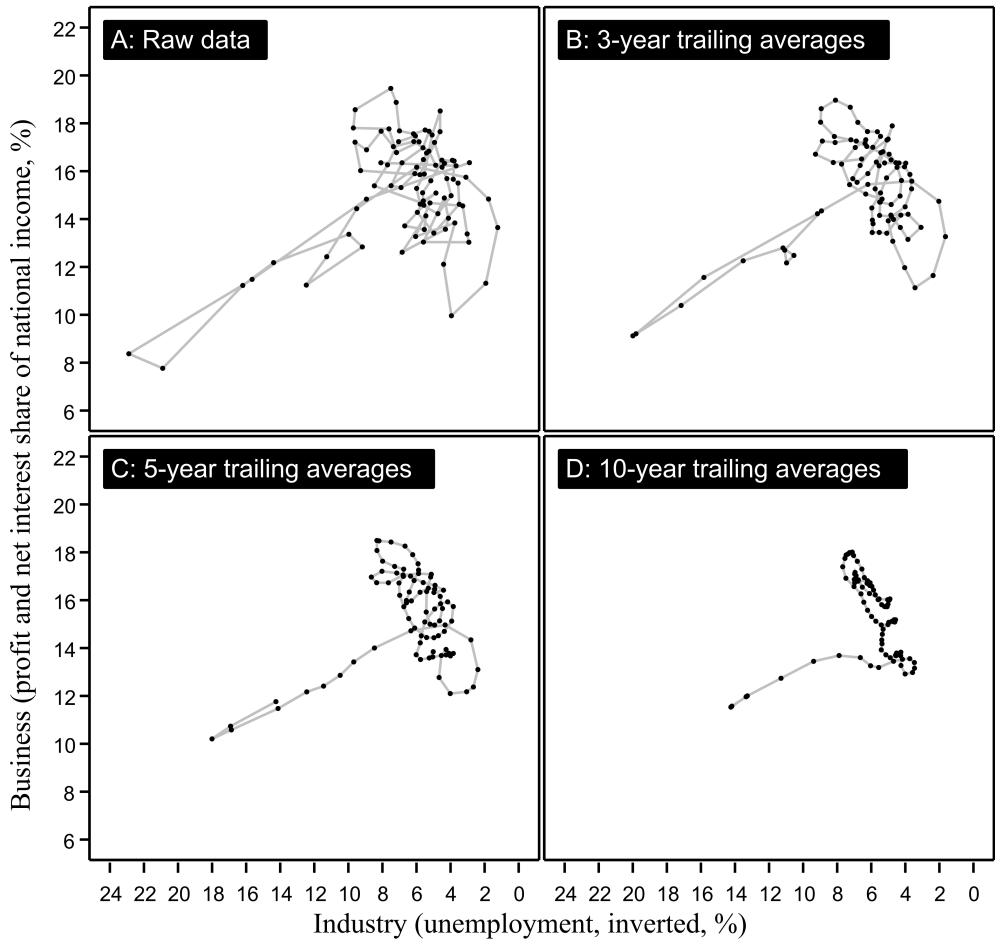 A: Raw data
B: 3-year trailing averages
C: 5-year trailing averages
D: 10-year trailing averages
Business (profit and net interest share of national income, %)
22
20
18
16
14
12
10
8
6
22
20
18
16
14
12
10
8
6
24 22 20 18 16 14 12 10 8 6 4 2 0
24 22 20 18 16 14 12 10 8 6 4 2 0
Industry (unemployment, inverted, %)